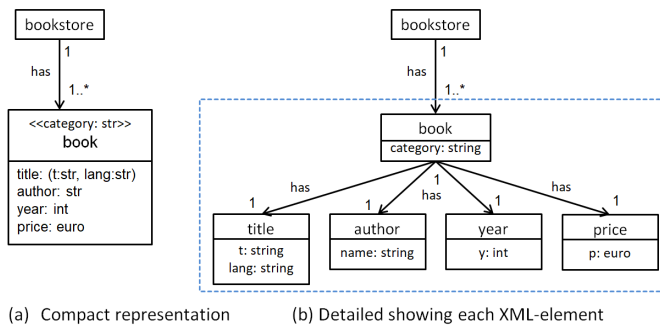 bookstore
1
has
1..*
<<category: str>>
book
title: (t:str, lang:str)
author: str
year: int
price: euro
(a) Compact representation
bookstore
1
has
1..*
book
category: string
has
1
has
has
1
1
1
1
title
t: string
lang: string
author
name: string
year
y: int
price
p: euro
(b) Detailed showing each XML-element